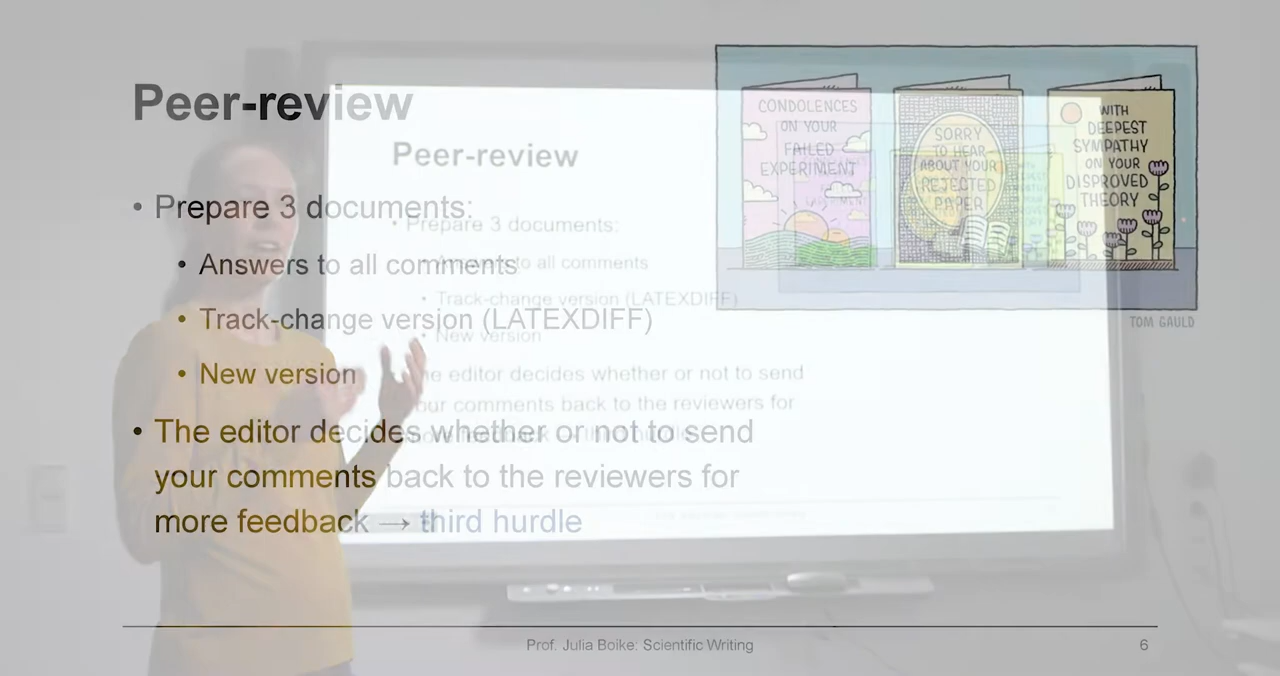 Peer-review
• Prepare 3 documents:
• Answers to all comments
• Track-change version (LATEXDIFF)
• New version
• The editor decides whether or not to send
your comments back to the reviewers for
more feedback → third hurdle
CONDOLENCES
ON YOUR
FAILED
EXPERIMENT
SORRY
TO HEAR
ABOUT YOUR
REJECTED
PAPER
WITH
DEEPEST
SYMPATHY
ON YOUR
DISPROVED
THEORY
TOM GAULD
Peer-review
• Prepare 3 documents:
to all comments
• Track-change version (LATEXDIFF)
• New version
editor decides whether or not to send
comments back to the reviewers for
Prof. Julia Boike: Scientific Writing
6